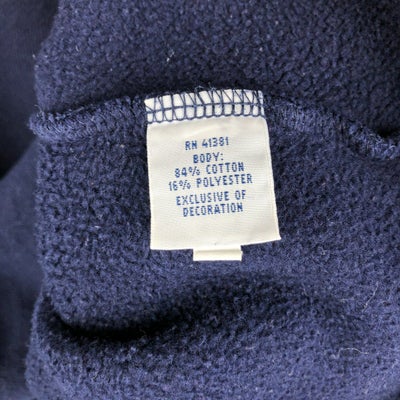 RN 41381
BODY:
84% COTTON
16% POLYESTER
EXCLUSIVE OF
DECORATION